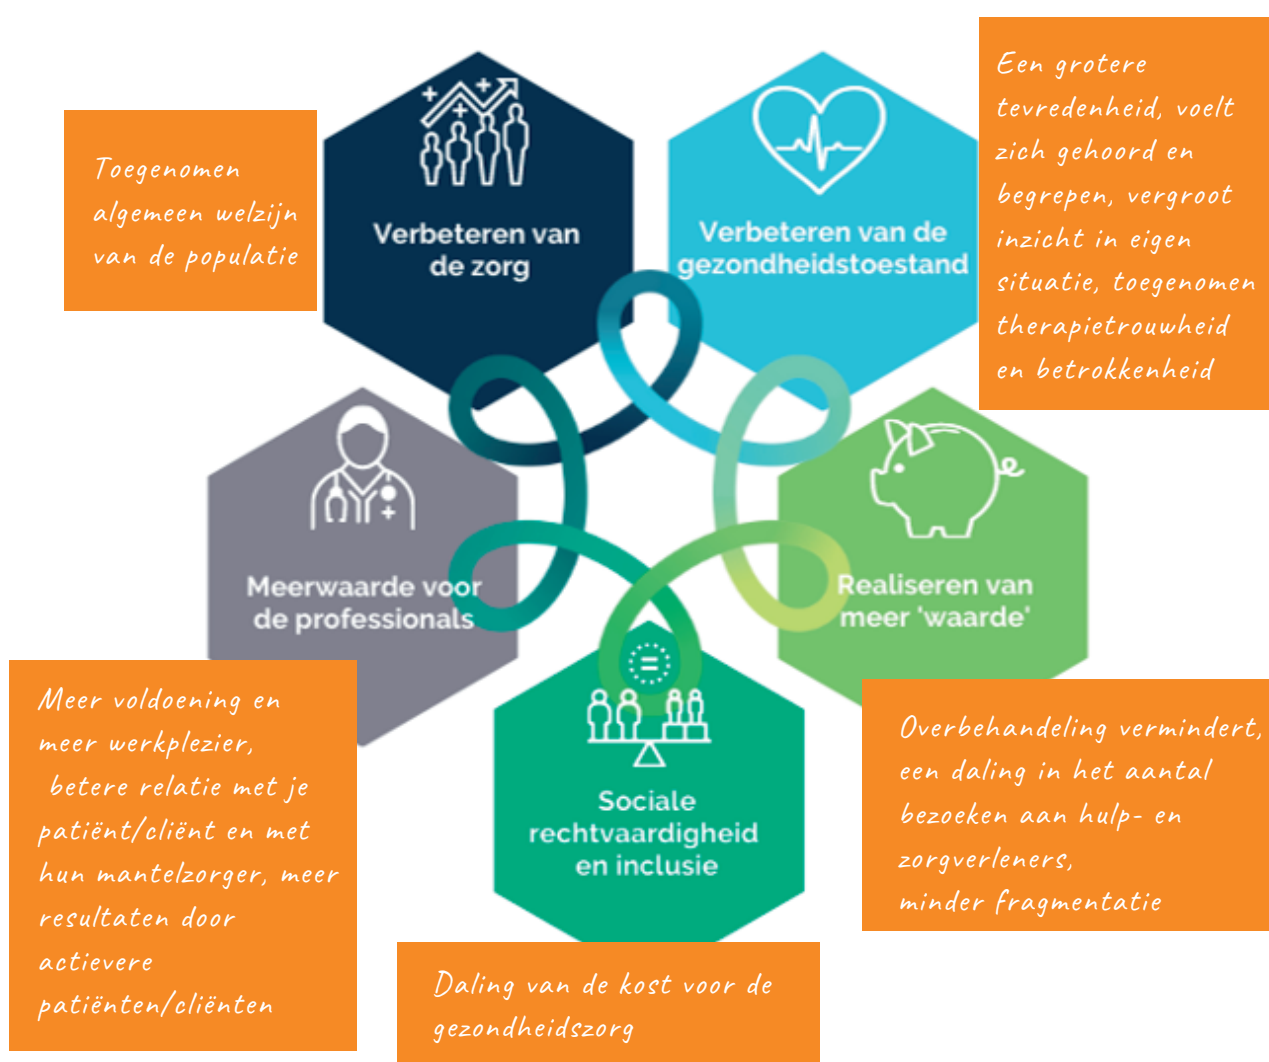 Toegenomen
algemeen welzijn
van de populatie
Verbeteren van
de zorg
Verbeteren van de
gezondheidstoestand
Een grotere
tevredenheid, voelt
zich gehoord en
begrepen, vergroot
inzicht in eigen
situatie, toegenomen
therapietrouwheid
en betrokkenheid
Meerwaarde voor
de professionals
Realiseren van
meer 'waarde'
Meer voldoening en
meer werkplezier,
betere relatie met je
patiënt/cliënt en met
hun mantelzorger, meer
resultaten door
actievere
patiënten/cliënten
=
Sociale
rechtvaardigheid
en inclusie
Overbehandeling vermindert,
een daling in het aantal
bezoeken aan hulp- en
zorgverleners,
minder fragmentatie
Daling van de kost voor de
gezondheidszorg